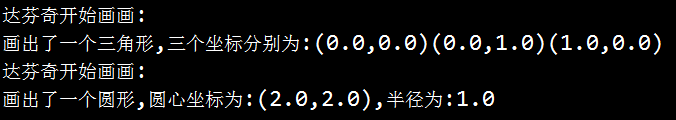 达芬奇开始画画:
画出了一个三角形,三个坐标分别为:(0.0,0.0)(0.0,1.0)(1.0,0.0)
达芬奇开始画画:
画出了一个圆形,圆心坐标为:(2.0,2.0),半径为:1.0